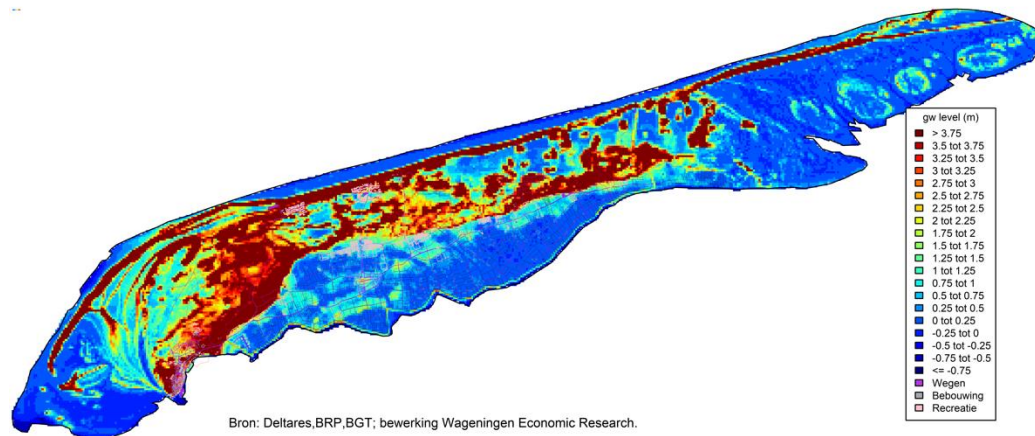 gw level (m)
> 3.75
3.5 tot 3.75
3.25 tot 3.5
3 tot 3.25
2.75 tot 3
2.5 tot 2.75
2.25 tot 2.5
2 tot 2.25
1.75 tot 2
1.5 tot 1.75
1.25 tot 1.5
1 tot 1.25
0.75 tot 1
0.5 tot 0.75
0.25 tot 0.5
0 tot 0.25
-0.25 tot 0
-0.5 tot -0.25
-0.75 tot -0.5
<= -0.75
Wegen
Bebouwing
Recreatie
Bron: Deltares,BRP,BGT; bewerking Wageningen Economic Research.